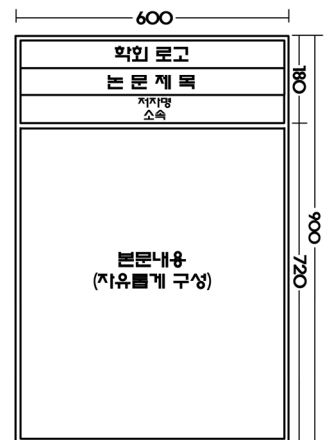 600
학회 로고
논 문 제 목
저자명
소속
180
본문내용
(자유롭게 구성)
720
900